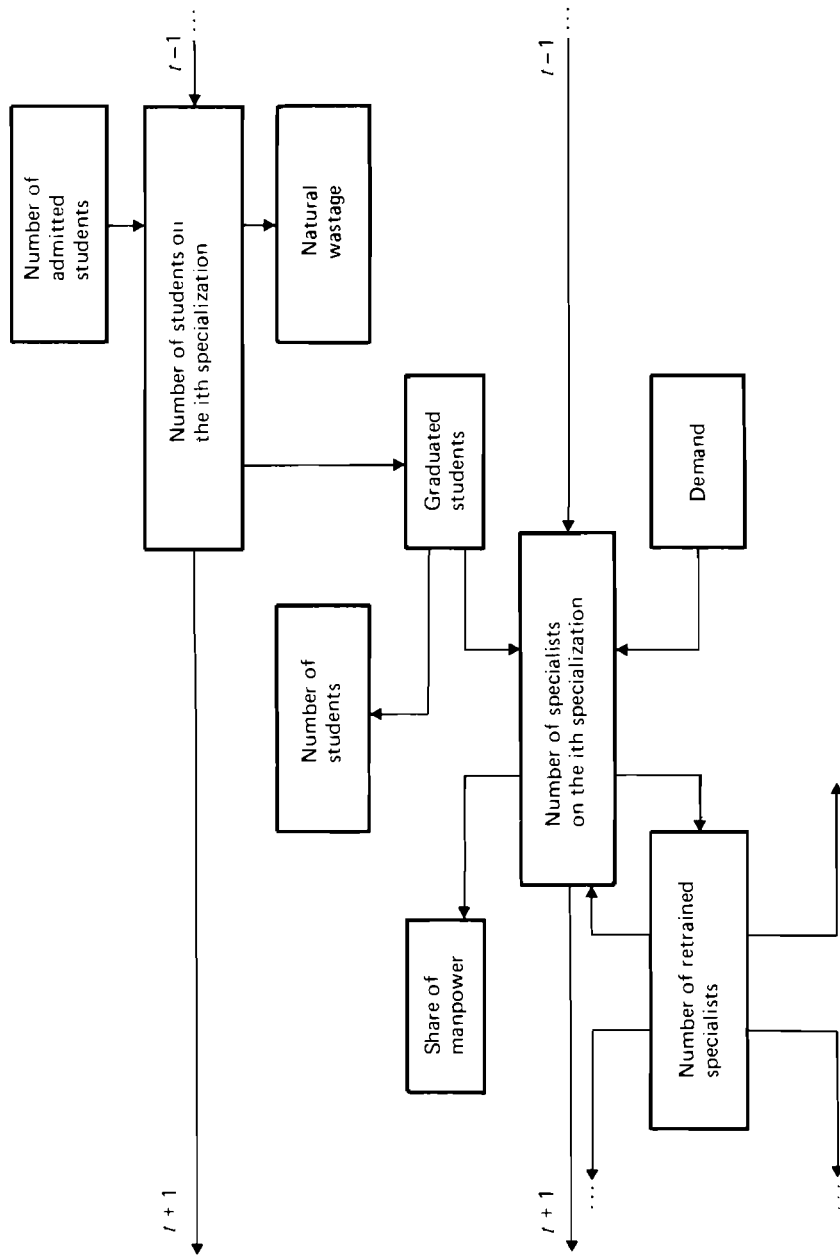 Number of
admitted
students
t − 1 ....
Number of students on
the ith specialization
Natural
wastage
t + 1
Graduated
students
Number of
students
t − 1 ....
Number of specialists
on the ith specialization
Demand
Share of
manpower
t + 1
Number of retrained
specialists
....
....